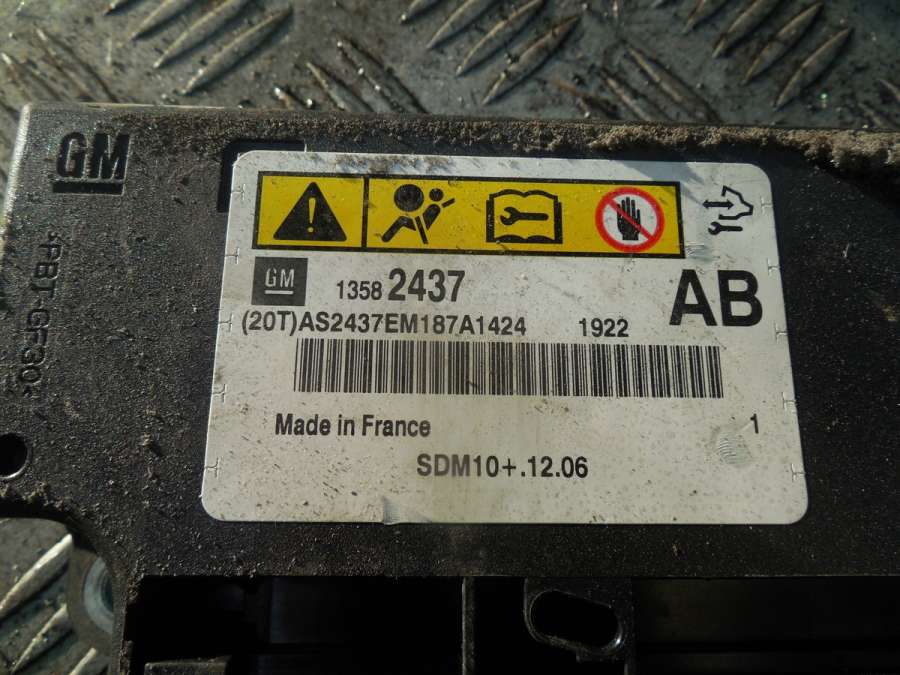 GM
>PBT-GF30<
GM 1358 2437 AB
(20T)AS2437EM187A1424 1922
Made in France 1
SDM10+.12.06